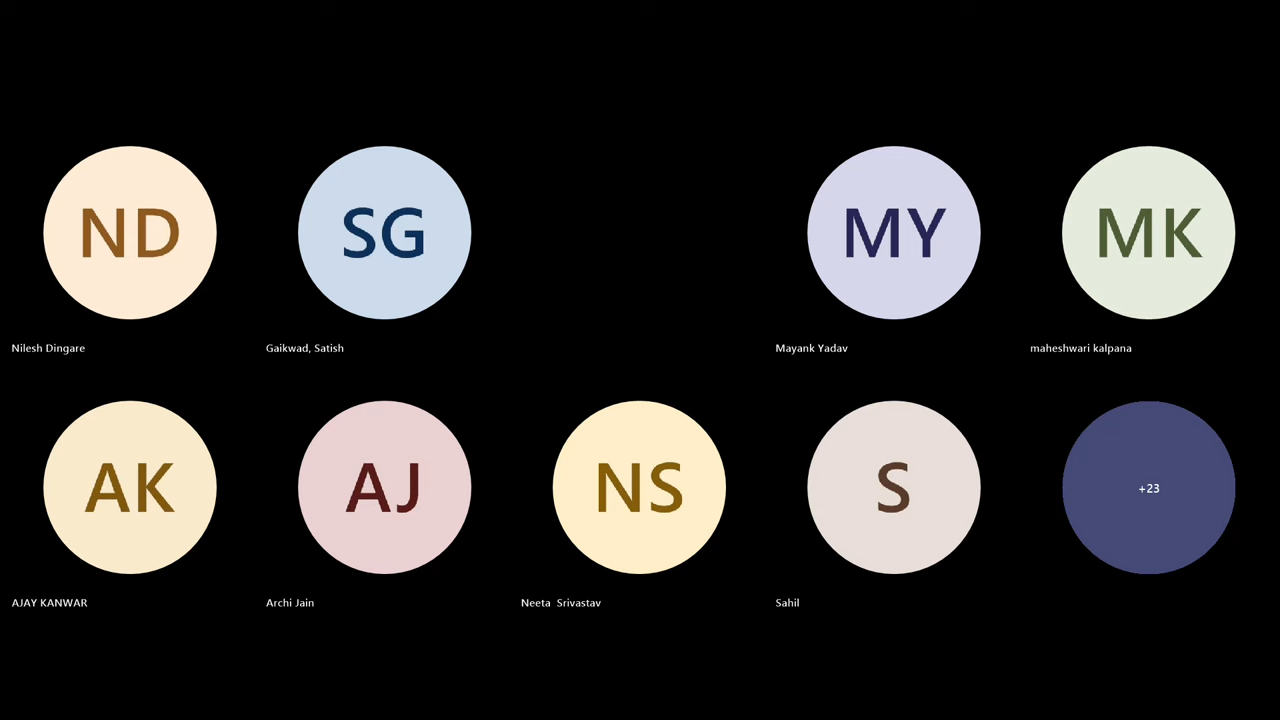 ND
SG
MY
MK
Nilesh Dingare
Gaikwad, Satish
Mayank Yadav
maheshwari kalpana
AK
AJ
NS
S
+23
AJAY KANWAR
Archi Jain
Neeta  Srivastav
Sahil